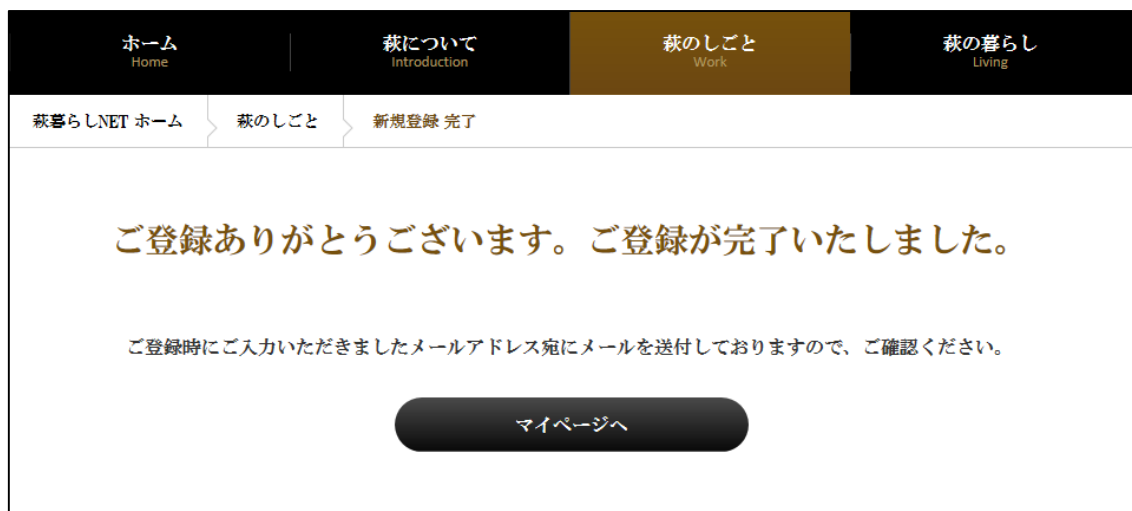 ホーム 萩について 萩のしごと 萩の暮らし
Home Introduction Work Living
萩暮らしNET ホーム 萩のしごと 新規登録 完了
ご登録ありがとうございます。ご登録が完了いたしました。
ご登録時にご入力いただきましたメールアドレス宛にメールを送付しておりますので、ご確認ください。
マイページへ